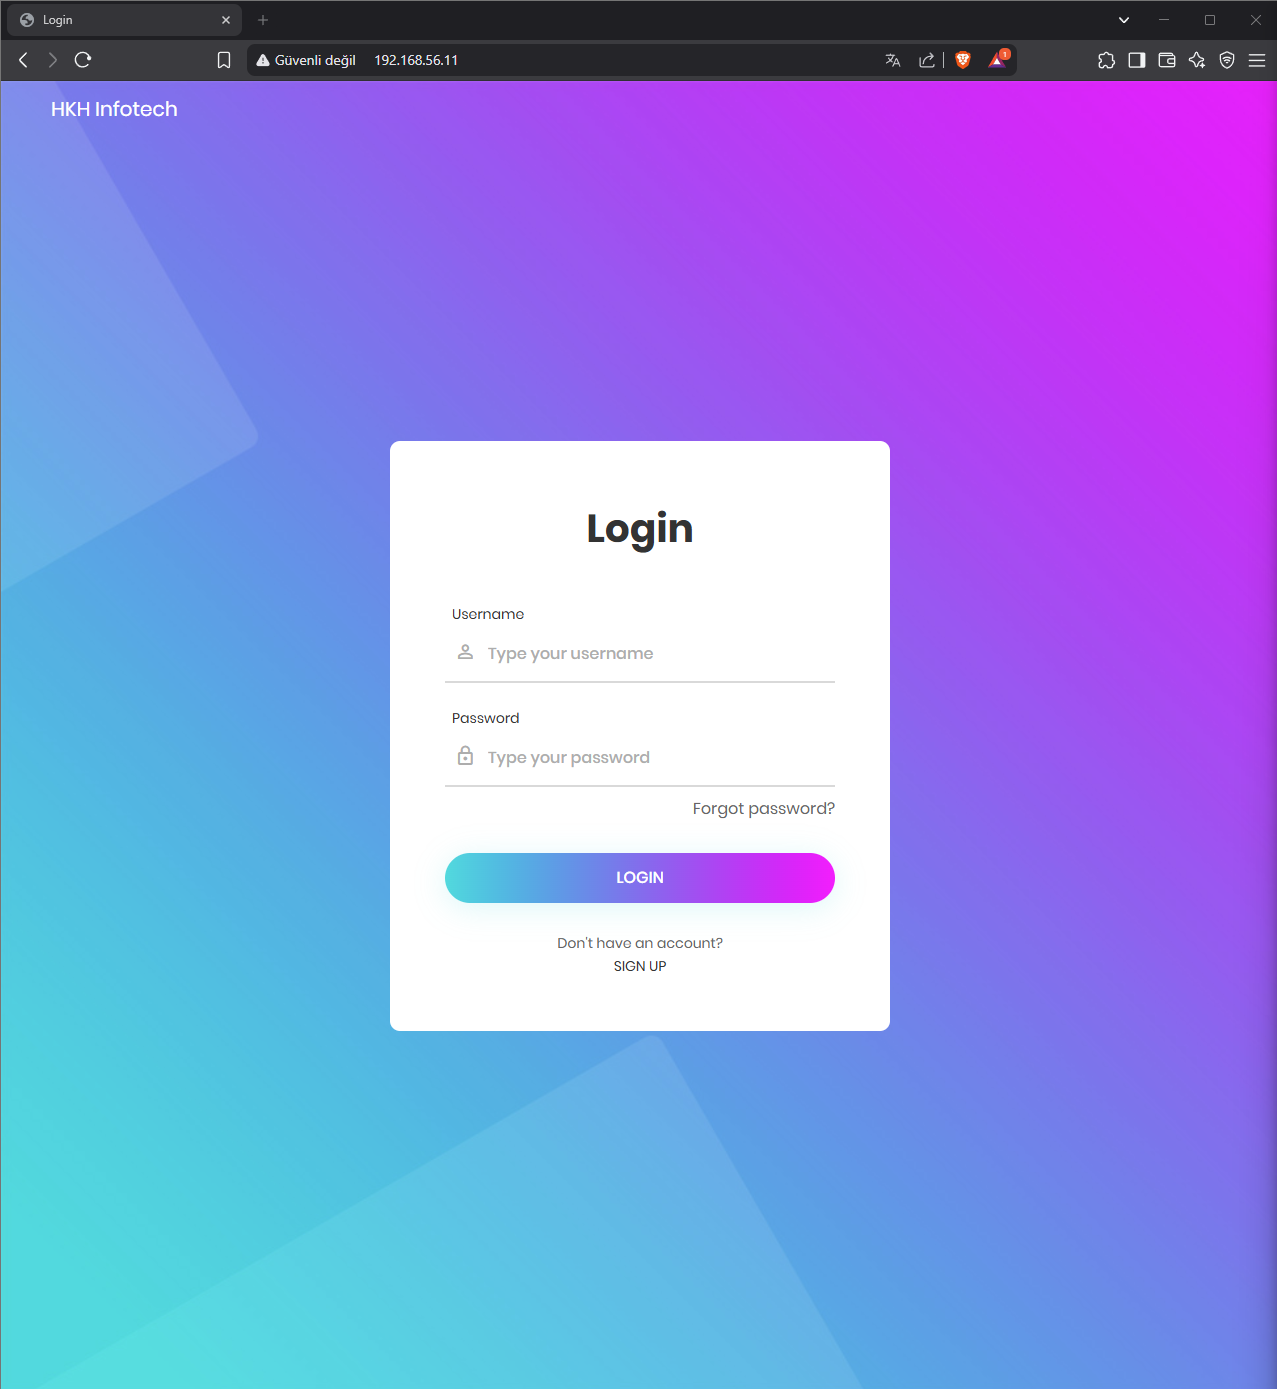 Login
Güvenli değil 192.168.56.11
1
HKH Infotech
Login
Username
Type your username
Password
Type your password
Forgot password?
LOGIN
Don't have an account?
SIGN UP